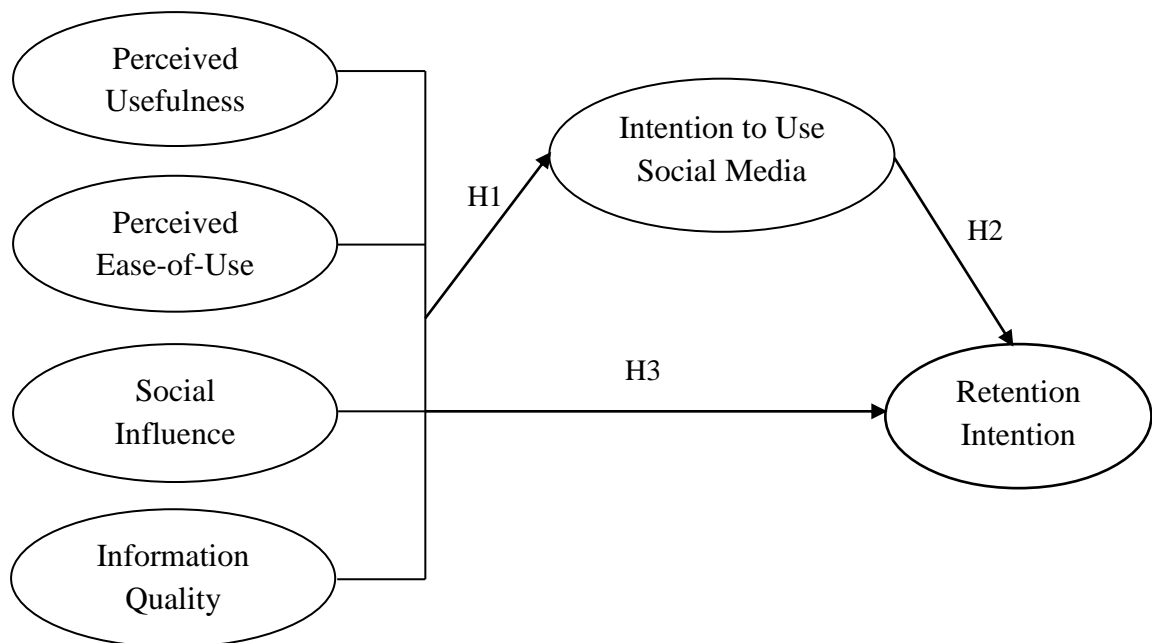 Perceived
Usefulness
Perceived
Ease-of-Use
Social
Influence
Information
Quality
H1
Intention to Use
Social Media
H2
H3
Retention
Intention